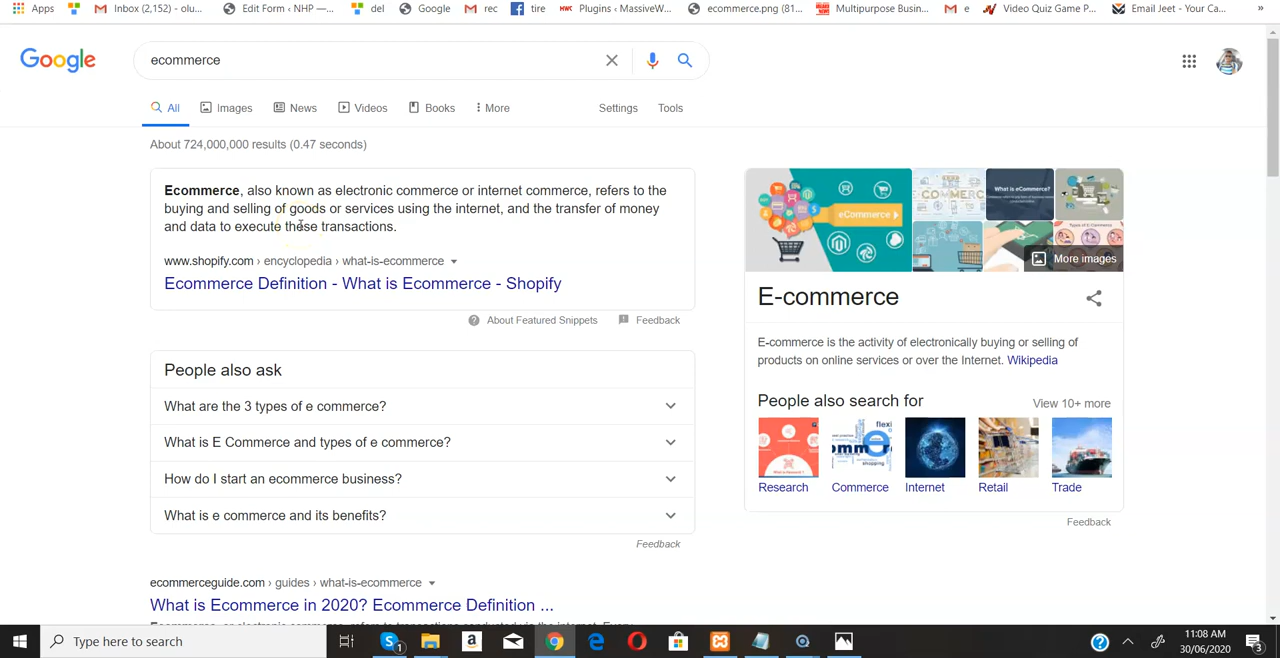 Apps
Inbox (2,152) - olu...
Edit Form ‹ NHP —...
del
Google
rec
tire
Plugins ‹ MassiveW...
ecommerce.png (81...
Multipurpose Busin...
e
Video Quiz Game P...
Email Jeet - Your Ca...
»
Google
ecommerce
All
Images
News
Videos
Books
More
Settings
Tools
About 724,000,000 results (0.47 seconds)
Ecommerce, also known as electronic commerce or internet commerce, refers to the
buying and selling of goods or services using the internet, and the transfer of money
and data to execute these transactions.
www.shopify.com › encyclopedia › what-is-ecommerce
Ecommerce Definition - What is Ecommerce - Shopify
About Featured Snippets
Feedback
People also ask
What are the 3 types of e commerce?
What is E Commerce and types of e commerce?
How do I start an ecommerce business?
What is e commerce and its benefits?
Feedback
ecommerceguide.com › guides › what-is-ecommerce
What is Ecommerce in 2020? Ecommerce Definition ...
eCommerce
What is eCommerce?
More images
E-commerce
E-commerce is the activity of electronically buying or selling of
products on online services or over the Internet. Wikipedia
People also search for
View 10+ more
Research
Commerce
Internet
Retail
Trade
Feedback
Type here to search
1
11:08 AM
30/06/2020
3